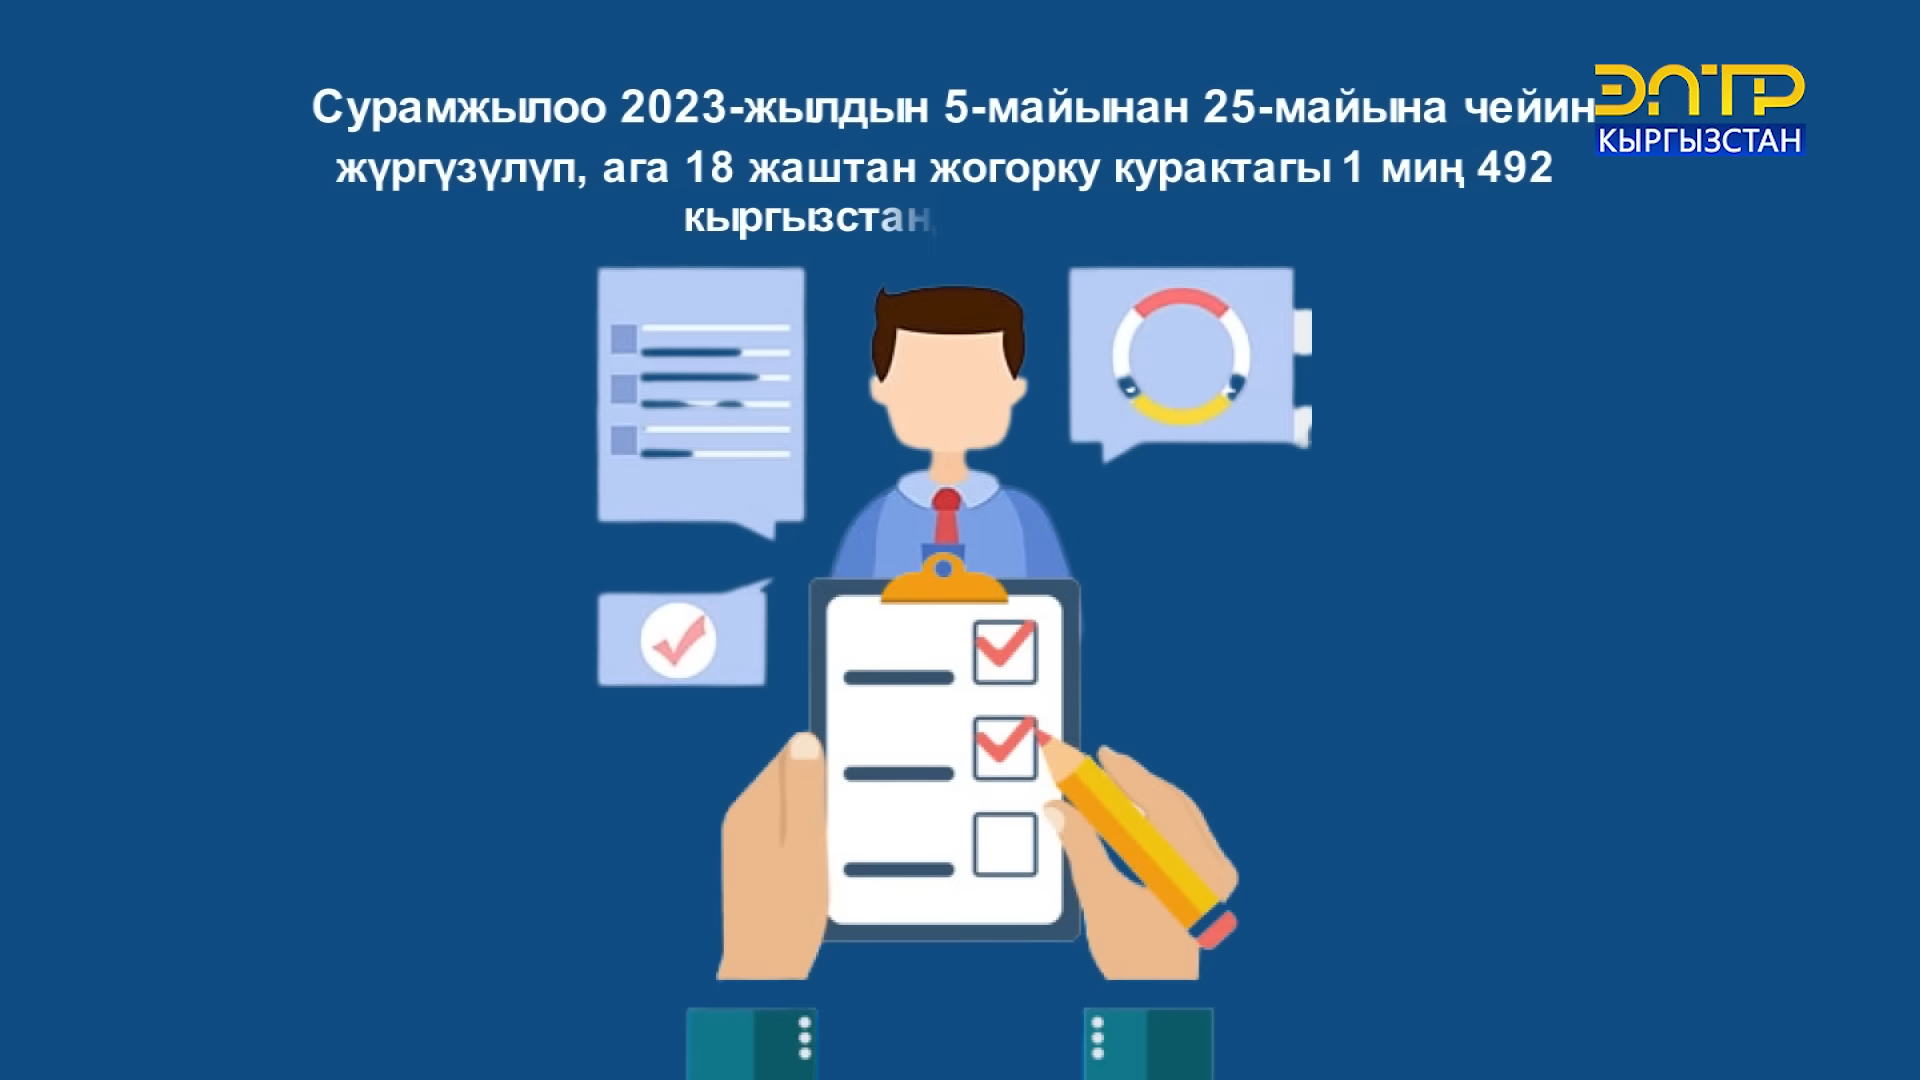 Сурамжылоо 2023-жылдын 5-майынан 25-майына чейин
жүргүзүлүп, ага 18 жаштан жогорку курактагы 1 миң 492
кыргызстан
ЭЛТР
КЫРГЫЗСТАН